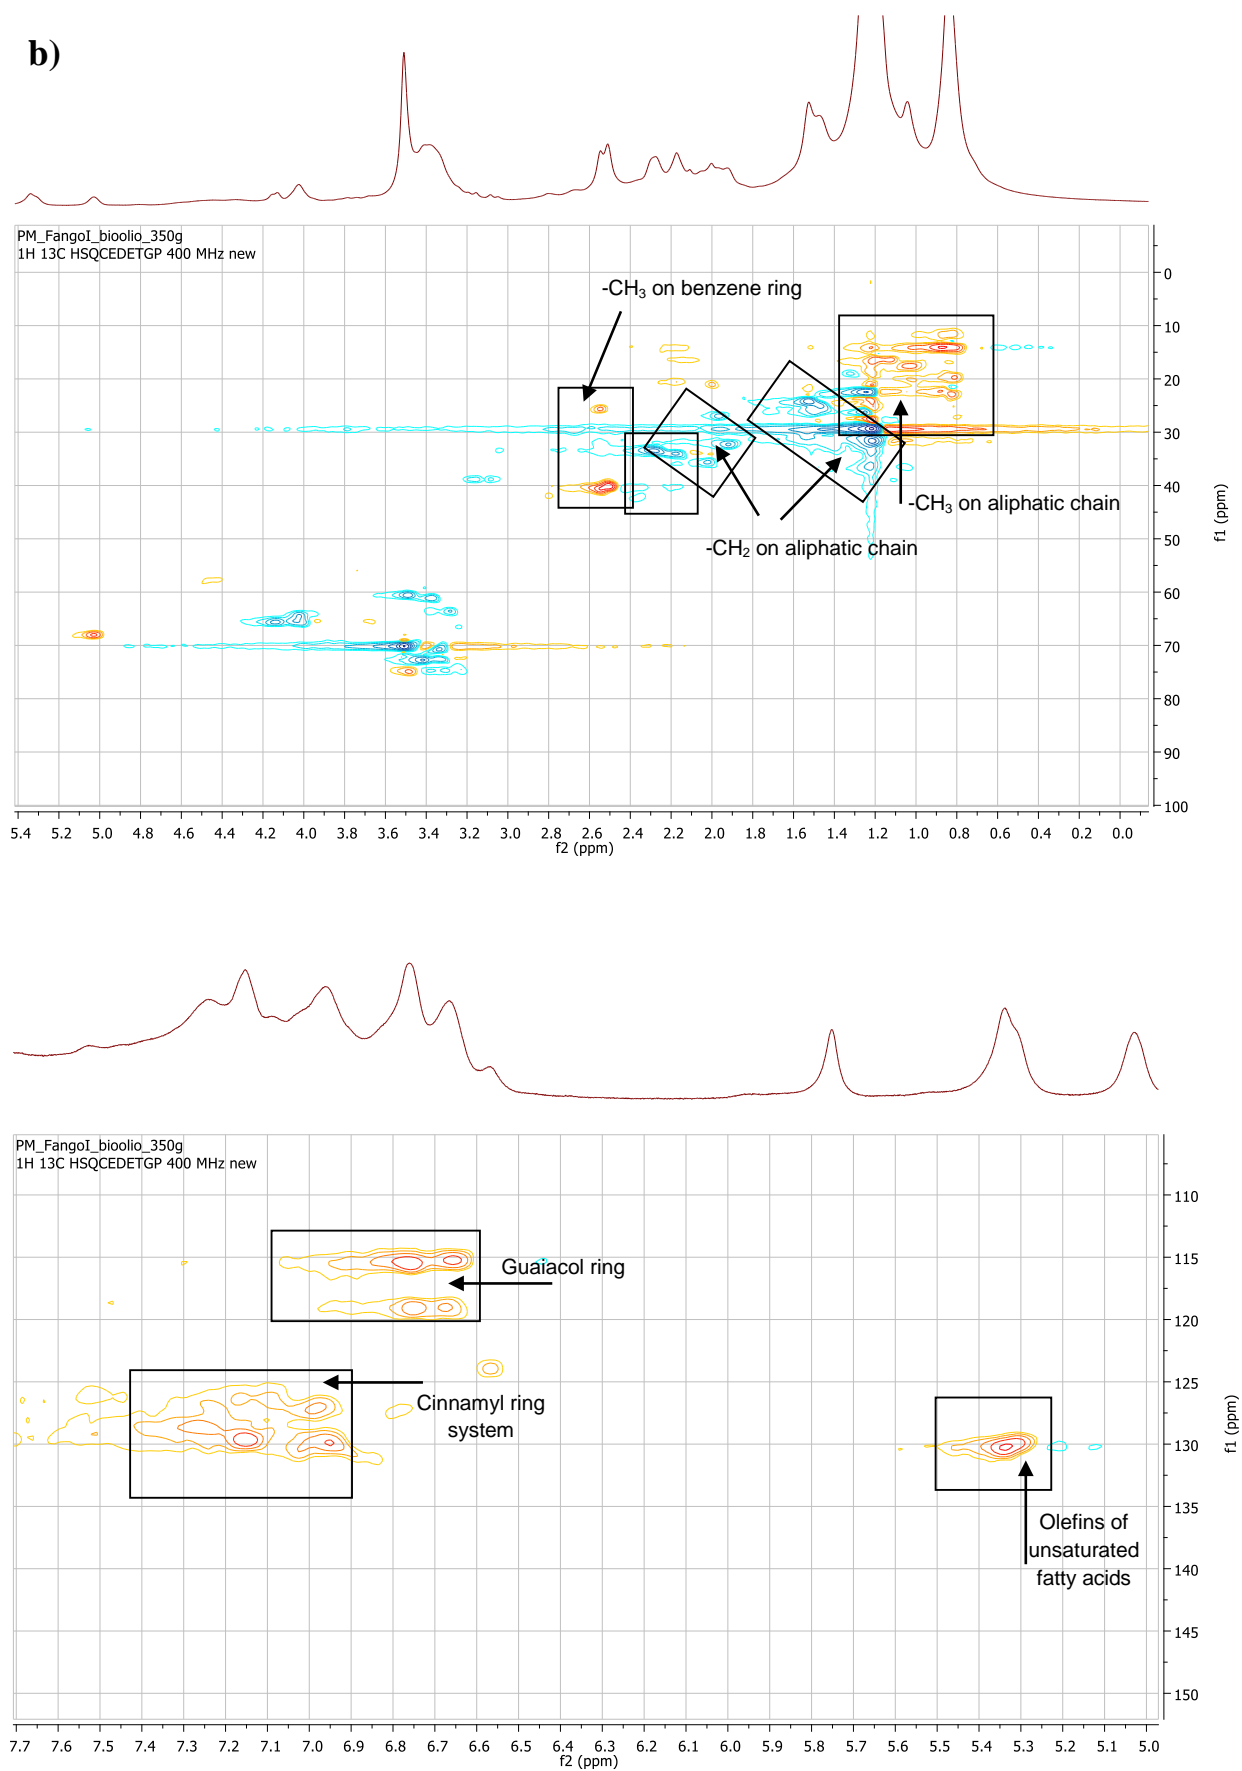 b)
PM_FangoI_bioolio_350g
1H 13C HSQCEDETGP 400 MHz new
-CH₃ on benzene ring
-CH₃ on aliphatic chain
-CH₂ on aliphatic chain
0
10
20
30
40
50
60
70
80
90
100
f1 (ppm)
5.4 5.2 5.0 4.8 4.6 4.4 4.2 4.0 3.8 3.6 3.4 3.2 3.0 2.8 2.6 2.4 2.2 2.0 1.8 1.6 1.4 1.2 1.0 0.8 0.6 0.4 0.2 0.0
f2 (ppm)
PM_FangoI_bioolio_350g
1H 13C HSQCEDETGP 400 MHz new
Guaiacol ring
Cinnamyl ring
system
Olefins of
unsaturated
fatty acids
110
115
120
125
130
135
140
145
150
f1 (ppm)
7.7 7.6 7.5 7.4 7.3 7.2 7.1 7.0 6.9 6.8 6.7 6.6 6.5 6.4 6.3 6.2 6.1 6.0 5.9 5.8 5.7 5.6 5.5 5.4 5.3 5.2 5.1 5.0
f2 (ppm)